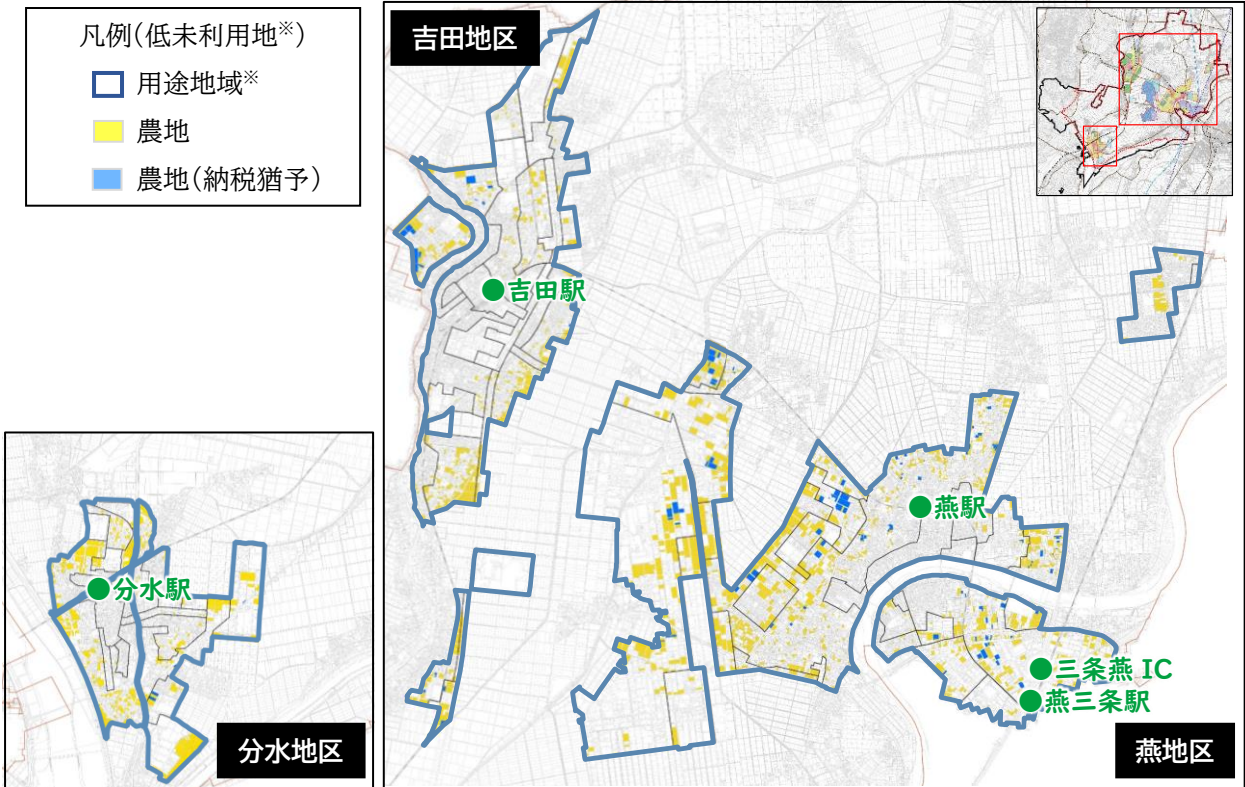 凡例(低未利用地※)
用途地域※
農地
農地(納税猶予)
吉田地区
吉田駅
燕駅
三条燕 IC
燕三条駅
燕地区
分水駅
分水地区